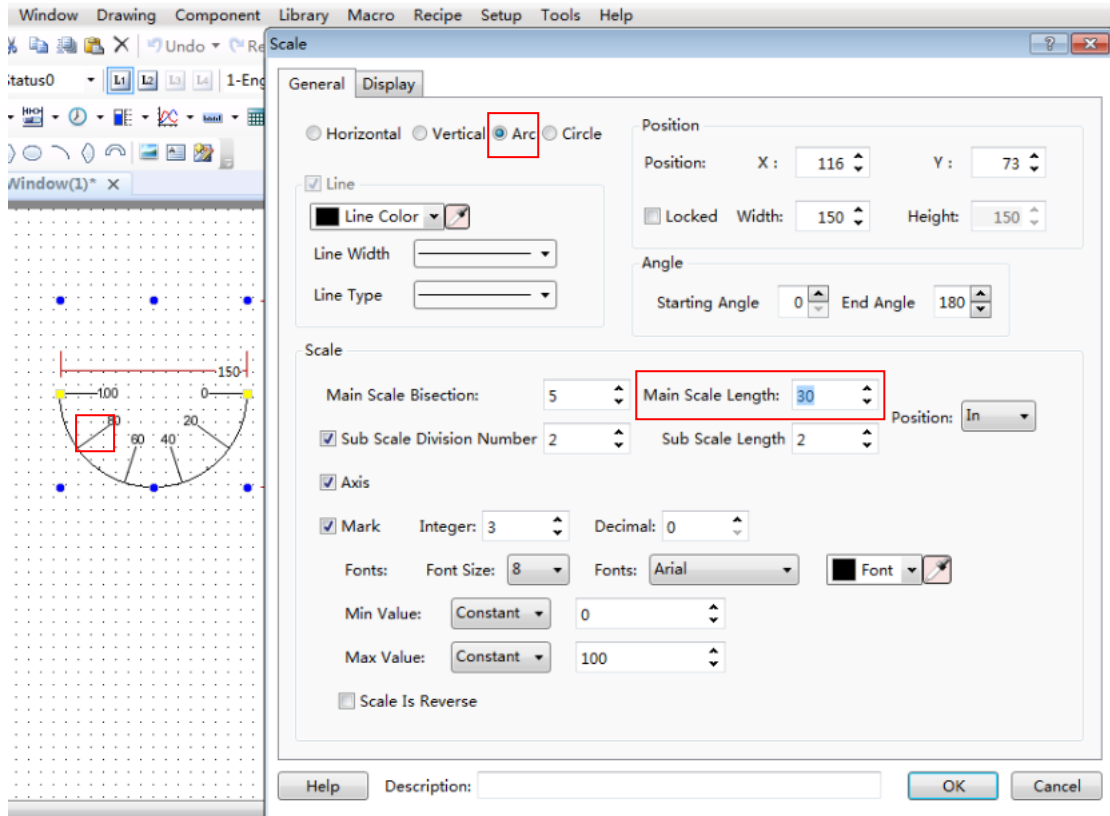 Window Drawing Component Library Macro Recipe Setup Tools Help
Undo Re
Status0 L1 L2 L3 L4 1-Eng
Window(1)* X
150
100 0
80 20
60 40
Scale
General Display
Horizontal Vertical Arc Circle
Line
Line Color
Line Width
Line Type
Position
Position: X : 116 Y : 73
Locked Width: 150 Height: 150
Angle
Starting Angle 0 End Angle 180
Scale
Main Scale Bisection: 5 Main Scale Length: 30
Position: In
Sub Scale Division Number 2 Sub Scale Length 2
Axis
Mark Integer: 3 Decimal: 0
Fonts: Font Size: 8 Fonts: Arial Font
Min Value: Constant 0
Max Value: Constant 100
Scale Is Reverse
Help Description: OK Cancel